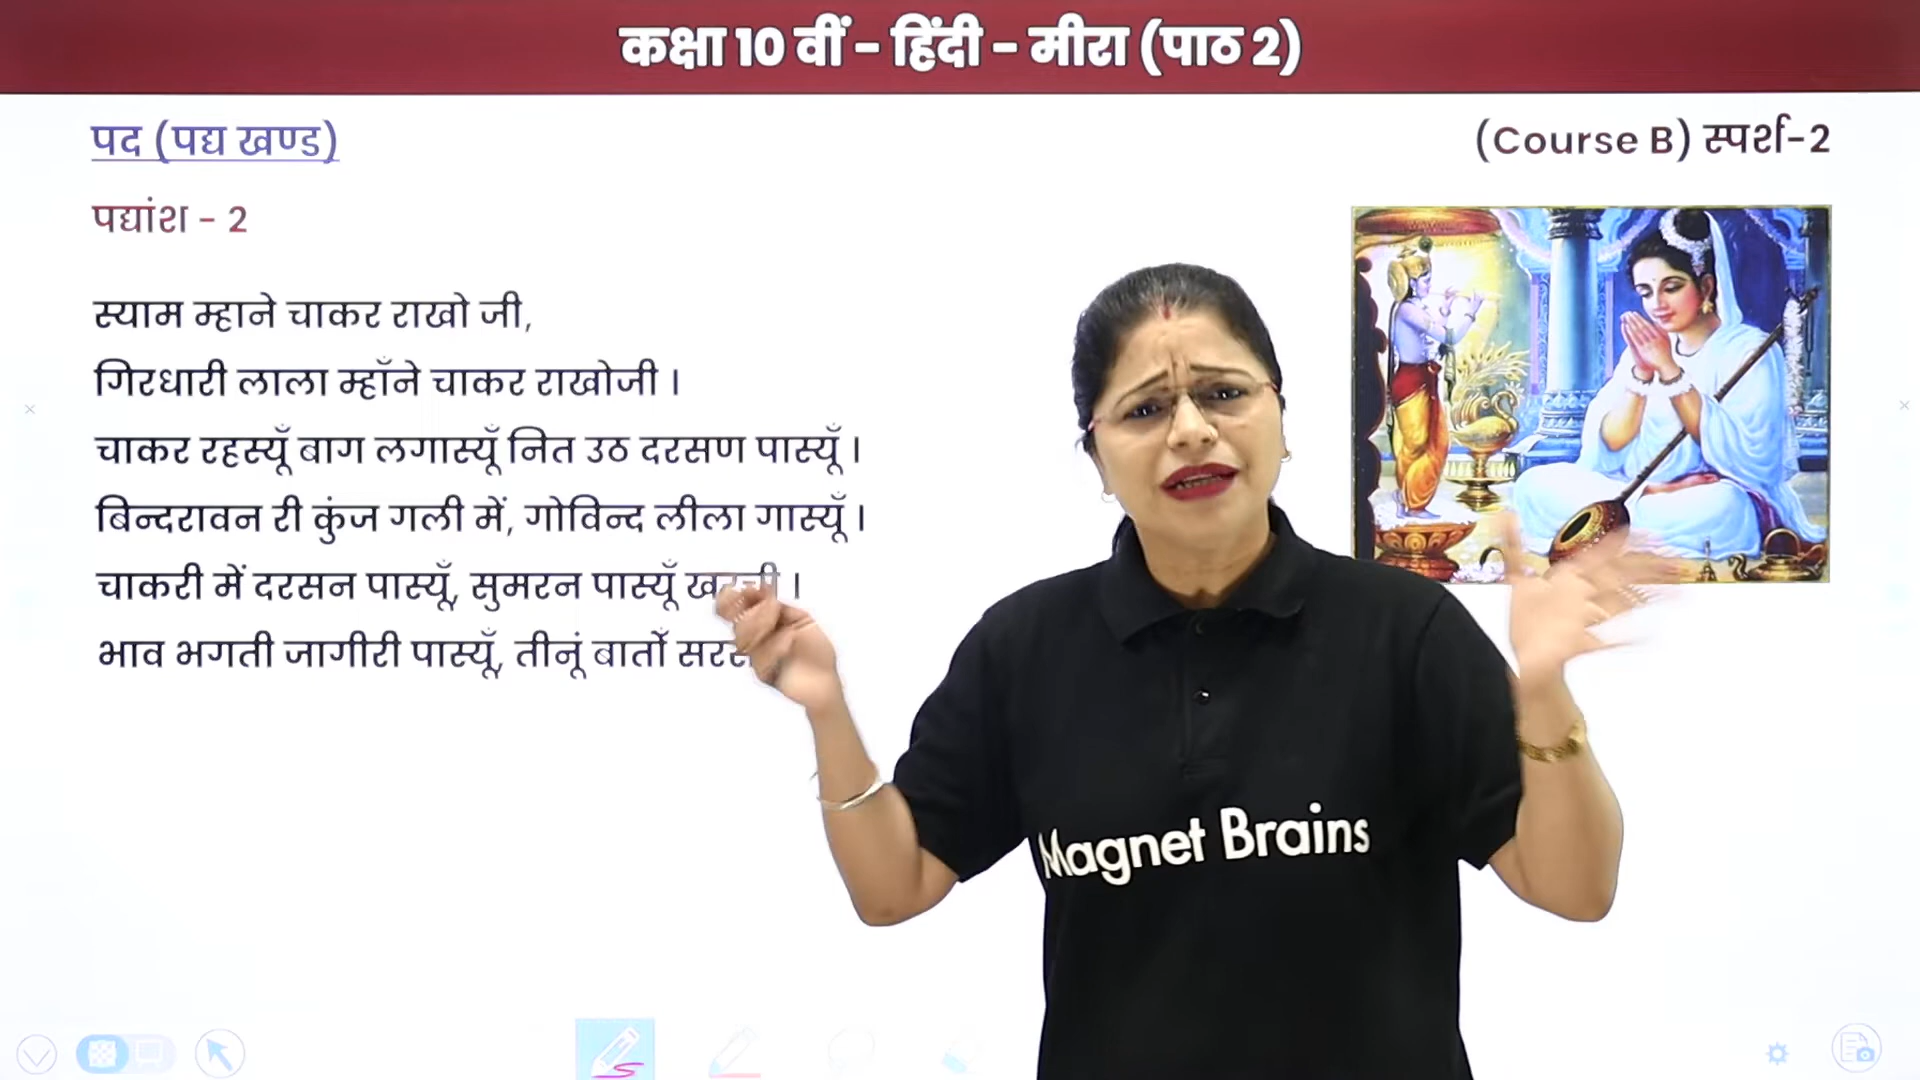 कक्षा 10 वीं - हिंदी - मीरा (पाठ 2)
पद (पद्य खण्ड)
(Course B) स्पर्श-2
पद्यांश - 2
स्याम म्हाने चाकर राखो जी,
गिरधारी लाला म्हाँने चाकर राखोजी ।
चाकर रहस्यूँ बाग लगास्यूँ नित उठ दरसण पास्यूँ ।
बिन्दरावन री कुंज गली में, गोविन्द लीला गास्यूँ ।
चाकरी में दरसन पास्यूँ, सुमरन पास्यूँ खरची ।
भाव भगती जागीरी पास्यूँ, तीनूं बाताँ
Magnet Brains